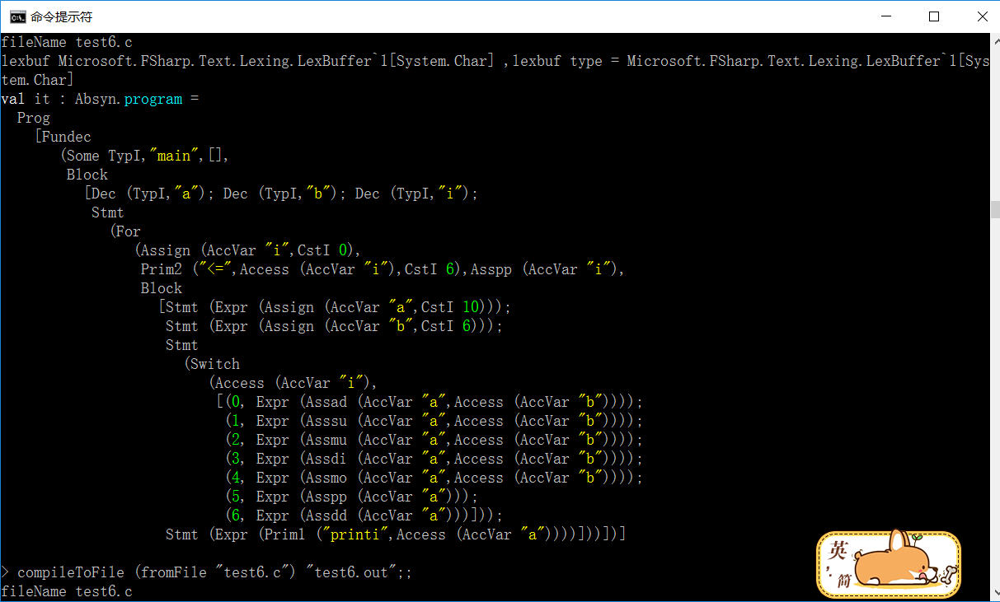 命令提示符
fileName test6.c
lexbuf Microsoft.FSharp.Text.Lexing.LexBuffer`1[System.Char] ,lexbuf type = Microsoft.FSharp.Text.Lexing.LexBuffer`1[Sys
tem.Char]
val it : Absyn.program =
  Prog
    [Fundec
       (Some TypI,"main",[],
        Block
          [Dec (TypI,"a"); Dec (TypI,"b"); Dec (TypI,"i");
           Stmt
             (For
                (Assign (AccVar "i",CstI 0),
                 Prim2 ("<=",Access (AccVar "i"),CstI 6),Asspp (AccVar "i"),
                 Block
                   [Stmt (Expr (Assign (AccVar "a",CstI 10)));
                    Stmt (Expr (Assign (AccVar "b",CstI 6)));
                    Stmt
                      (Switch
                         (Access (AccVar "i"),
                          [(0, Expr (Assad (AccVar "a",Access (AccVar "b"))));
                           (1, Expr (Asssu (AccVar "a",Access (AccVar "b"))));
                           (2, Expr (Assmu (AccVar "a",Access (AccVar "b"))));
                           (3, Expr (Assdi (AccVar "a",Access (AccVar "b"))));
                           (4, Expr (Assmo (AccVar "a",Access (AccVar "b"))));
                           (5, Expr (Asspp (AccVar "a")));
                           (6, Expr (Assdd (AccVar "a")))]));
                    Stmt (Expr (Prim1 ("printi",Access (AccVar "a"))))]))])]
> compileToFile (fromFile "test6.c") "test6.out";;
fileName test6.c
英
简